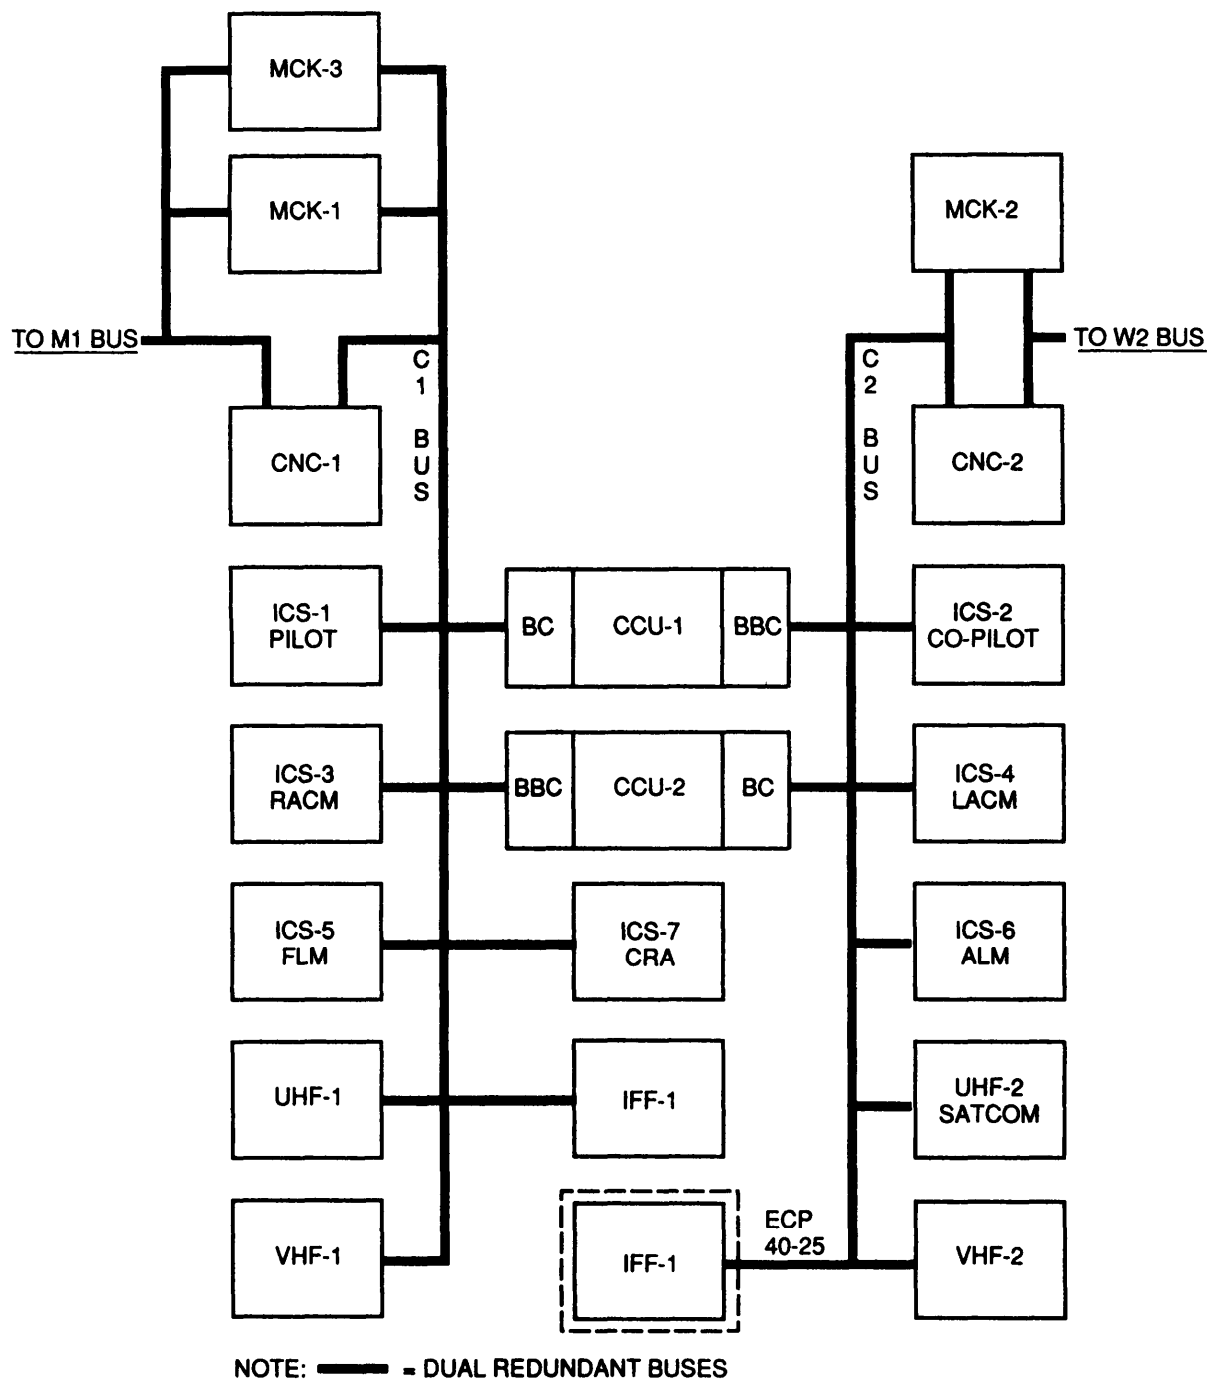 MCK-3
MCK-1
MCK-2
TO M1 BUS
TO W2 BUS
C
1
B
U
S
C
2
B
U
S
CNC-1
CNC-2
ICS-1
PILOT
BC
CCU-1
BBC
ICS-2
CO-PILOT
ICS-3
RACM
BBC
CCU-2
BC
ICS-4
LACM
ICS-5
FLM
ICS-7
CRA
ICS-6
ALM
UHF-1
IFF-1
UHF-2
SATCOM
VHF-1
IFF-1
ECP
40-25
VHF-2
NOTE: = DUAL REDUNDANT BUSES